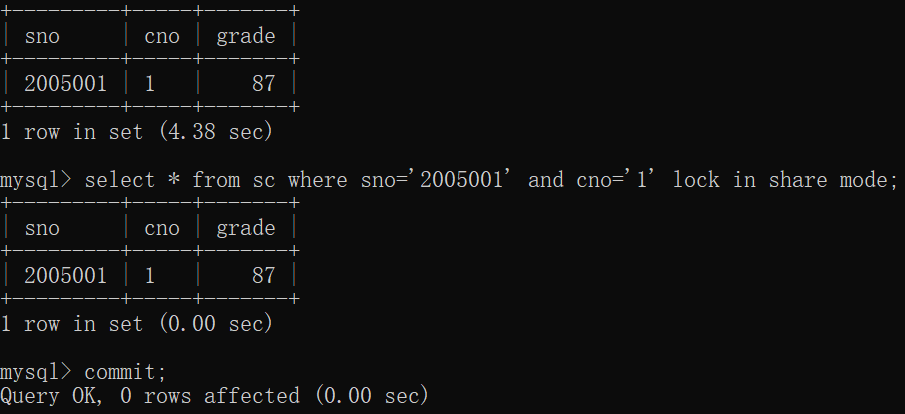 +---------+-----+-------+
| sno     | cno | grade |
+---------+-----+-------+
| 2005001 | 1   |    87 |
+---------+-----+-------+
1 row in set (4.38 sec)
mysql> select * from sc where sno='2005001' and cno='1' lock in share mode;
+---------+-----+-------+
| sno     | cno | grade |
+---------+-----+-------+
| 2005001 | 1   |    87 |
+---------+-----+-------+
1 row in set (0.00 sec)
mysql> commit;
Query OK, 0 rows affected (0.00 sec)